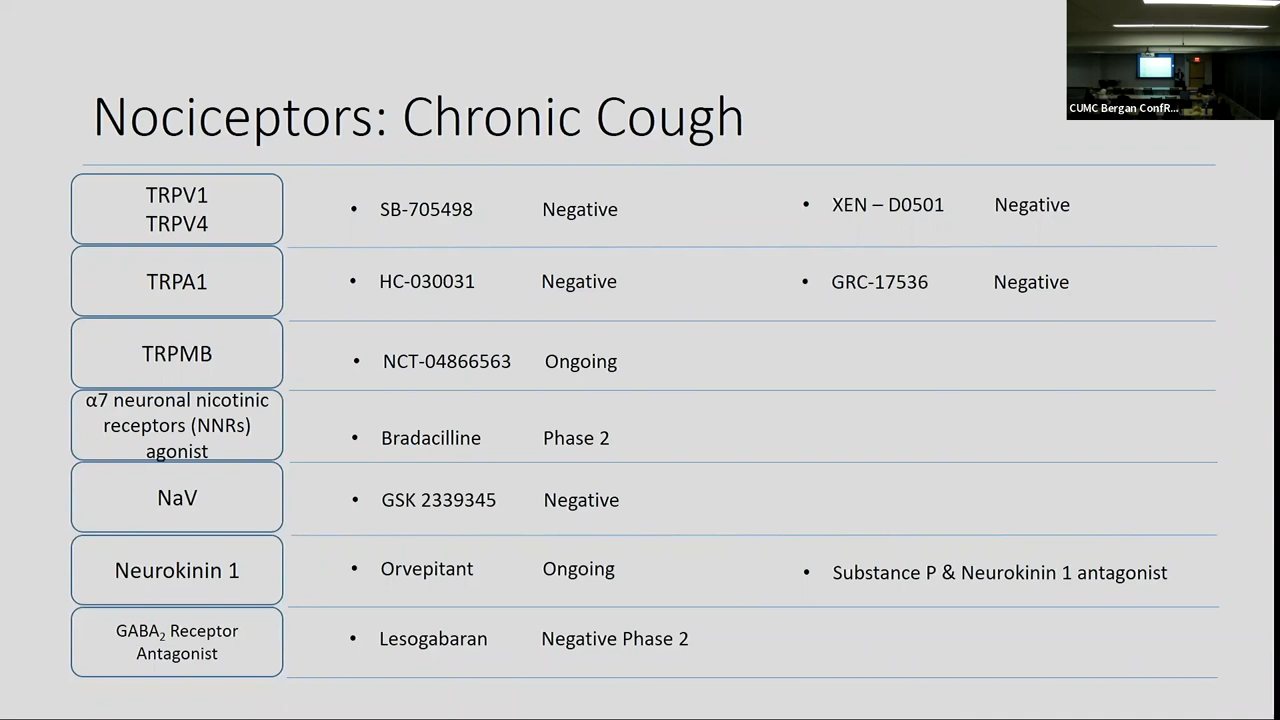 CUMC Bergan ConfR...
Nociceptors: Chronic Cough
TRPV1
TRPV4
• SB-705498 Negative
• XEN – D0501 Negative
TRPA1
• HC-030031 Negative
• GRC-17536 Negative
TRPMB
• NCT-04866563 Ongoing
α7 neuronal nicotinic
receptors (NNRs)
agonist
• Bradacilline Phase 2
NaV
• GSK 2339345 Negative
Neurokinin 1
• Orvepitant Ongoing
• Substance P & Neurokinin 1 antagonist
GABA₂ Receptor
Antagonist
• Lesogabaran Negative Phase 2